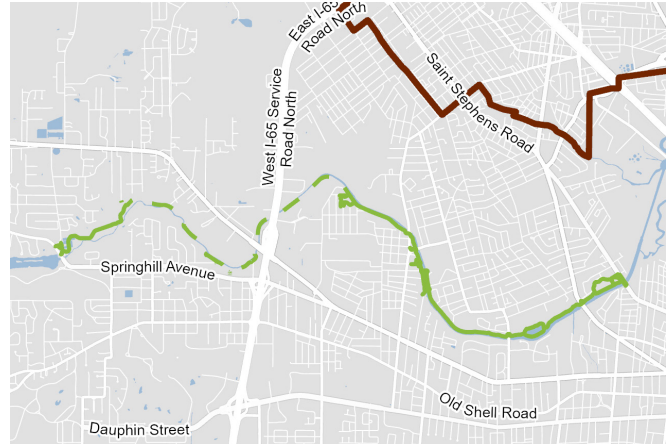 East I-65
Road North
West I-65 Service
Road North
Saint Stephens Road
Springhill Avenue
Old Shell Road
Dauphin Street